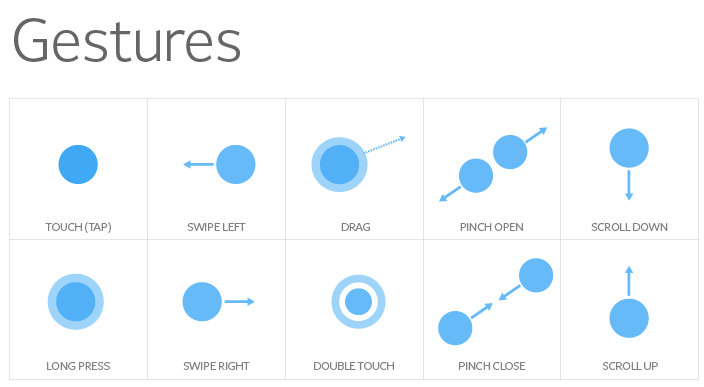 Gestures
TOUCH (TAP)
SWIPE LEFT
DRAG
PINCH OPEN
SCROLL DOWN
LONG PRESS
SWIPE RIGHT
DOUBLE TOUCH
PINCH CLOSE
SCROLL UP